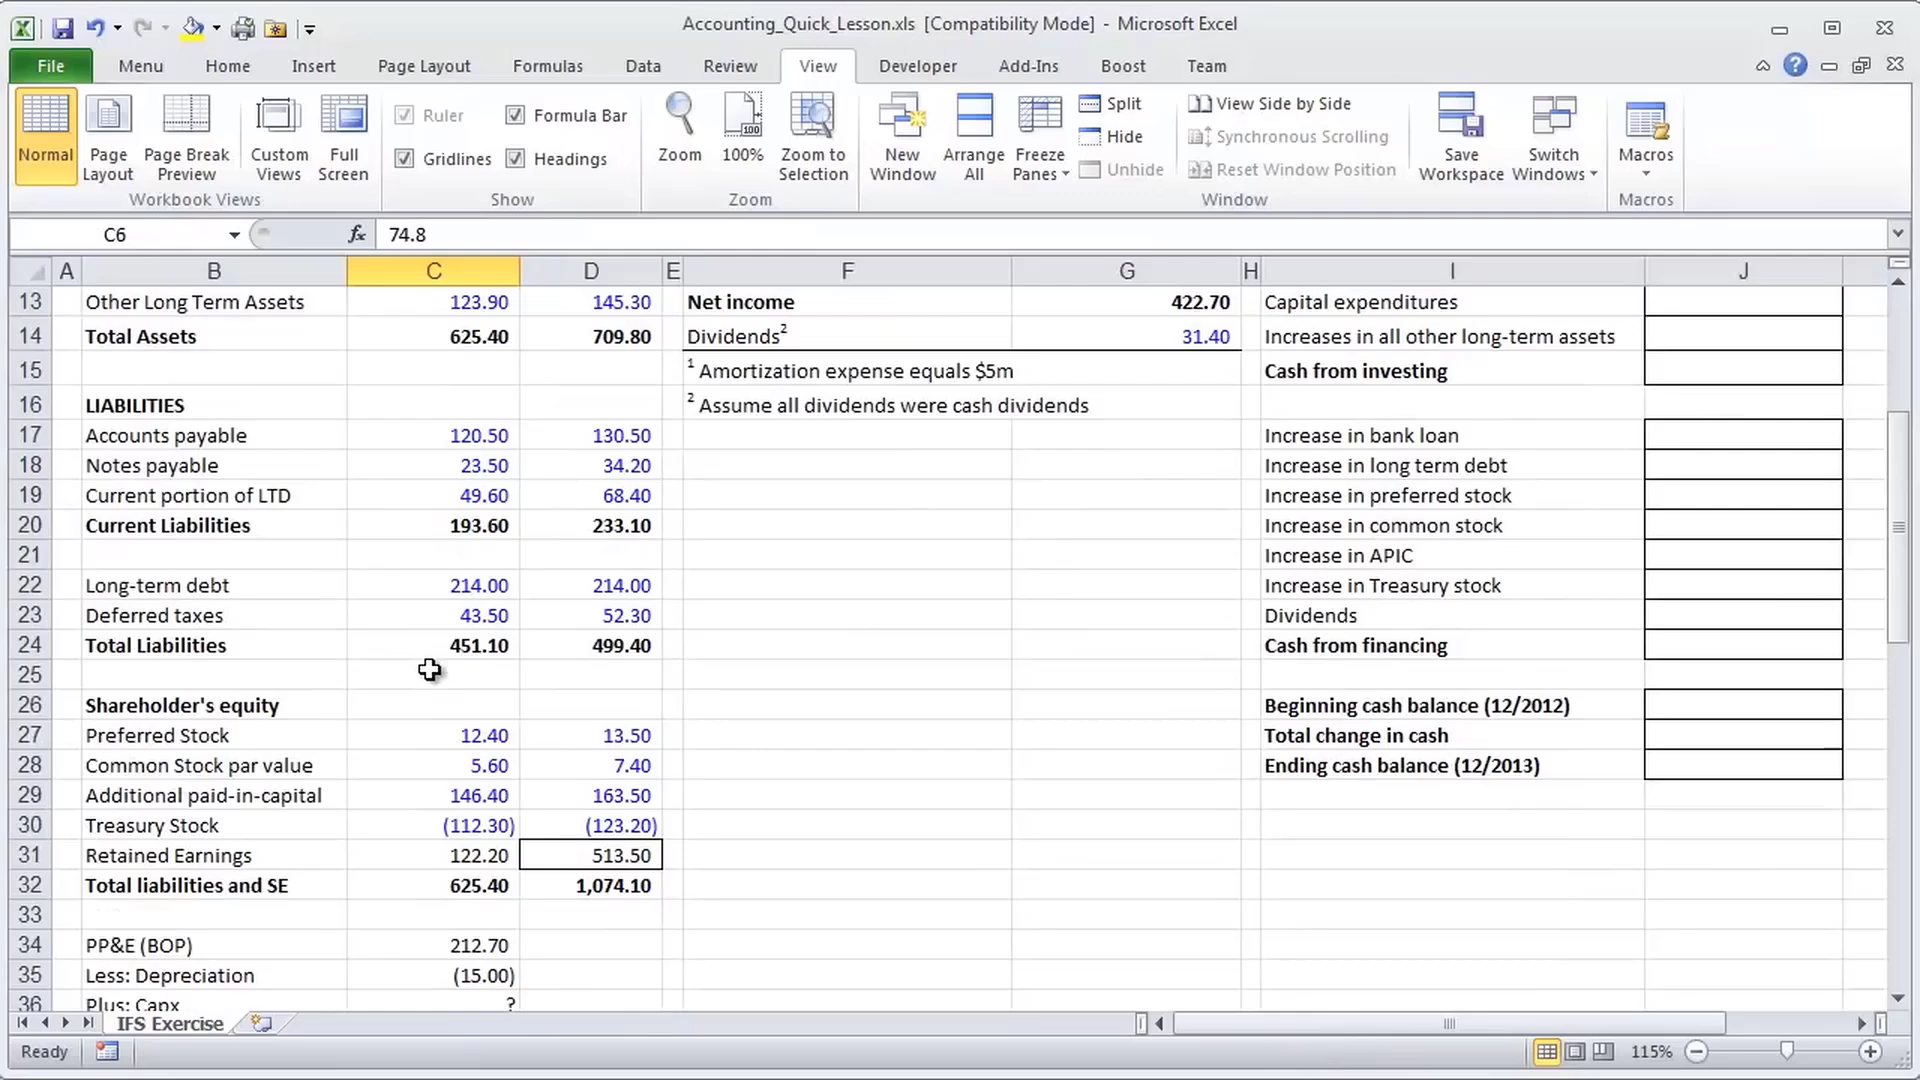 Accounting_Quick_Lesson.xls [Compatibility Mode] - Microsoft Excel
File Menu Home Insert Page Layout Formulas Data Review View Developer Add-Ins Boost Team
Normal Page Layout Page Break Preview Custom Views Full Screen
Workbook Views
Ruler Formula Bar
Gridlines Headings
Show
Zoom 100% Zoom to Selection
Zoom
New Window Arrange All Freeze Panes
Split
Hide
Unhide
View Side by Side
Synchronous Scrolling
Reset Window Position
Save Workspace Switch Windows
Window
Macros
Macros
C6 fx 74.8
A B C D E F G H I J
13 Other Long Term Assets 123.90 145.30 Net income 422.70 Capital expenditures
14 Total Assets 625.40 709.80 Dividends2 31.40 Increases in all other long-term assets
15 1 Amortization expense equals $5m Cash from investing
16 LIABILITIES 2 Assume all dividends were cash dividends
17 Accounts payable 120.50 130.50 Increase in bank loan
18 Notes payable 23.50 34.20 Increase in long term debt
19 Current portion of LTD 49.60 68.40 Increase in preferred stock
20 Current Liabilities 193.60 233.10 Increase in common stock
21 Increase in APIC
22 Long-term debt 214.00 214.00 Increase in Treasury stock
23 Deferred taxes 43.50 52.30 Dividends
24 Total Liabilities 451.10 499.40 Cash from financing
25
26 Shareholder's equity Beginning cash balance (12/2012)
27 Preferred Stock 12.40 13.50 Total change in cash
28 Common Stock par value 5.60 7.40 Ending cash balance (12/2013)
29 Additional paid-in-capital 146.40 163.50
30 Treasury Stock (112.30) (123.20)
31 Retained Earnings 122.20 513.50
32 Total liabilities and SE 625.40 1,074.10
33
34 PP&E (BOP) 212.70
35 Less: Depreciation (15.00)
36 Plus: Capx ?
IFS Exercise
Ready 115%